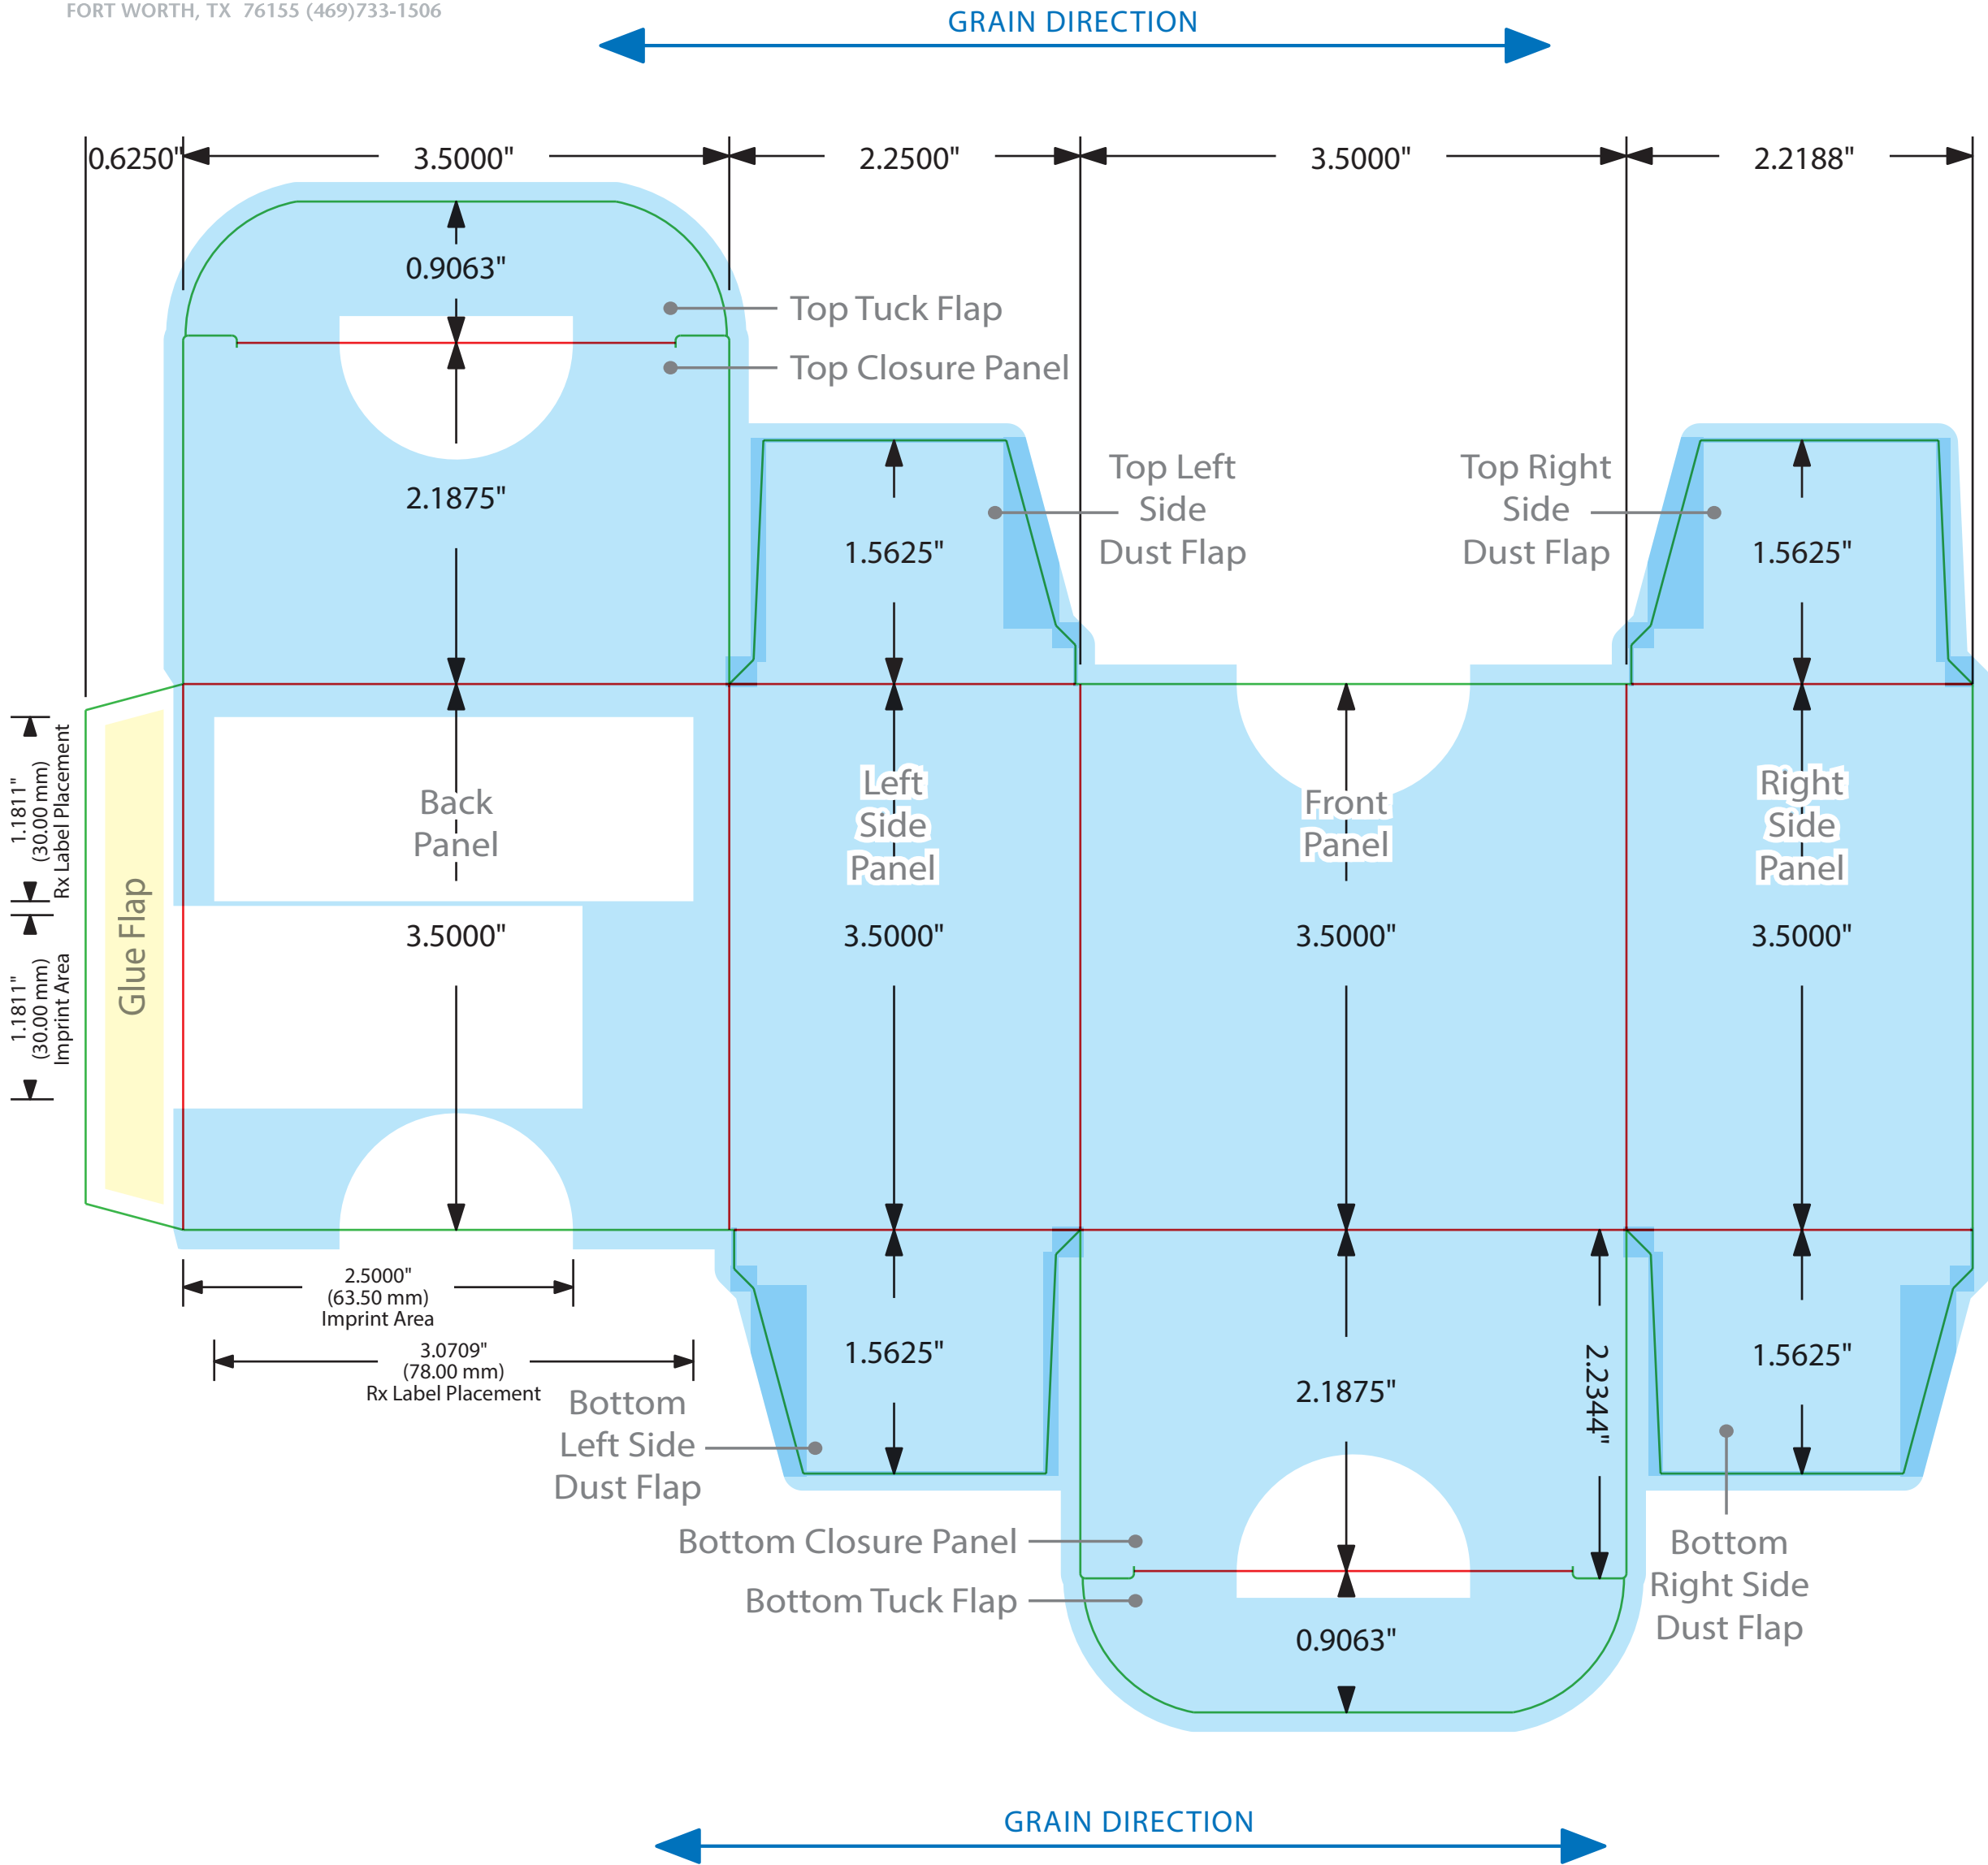 FORT WORTH, TX 76155 (469)733-1506
GRAIN DIRECTION
0.6250"
3.5000"
2.2500"
3.5000"
2.2188"
0.9063"
Top Tuck Flap
Top Closure Panel
2.1875"
1.5625"
Top Left
Side
Dust Flap
Top Right
Side
Dust Flap
1.5625"
1.1811"
(30.00 mm)
Rx Label Placement
1.1811"
(30.00 mm)
Imprint Area
Glue Flap
Back
Panel
3.5000"
Left
Side
Panel
3.5000"
Front
Panel
3.5000"
Right
Side
Panel
3.5000"
2.5000"
(63.50 mm)
Imprint Area
3.0709"
(78.00 mm)
Rx Label Placement
Bottom
Left Side
Dust Flap
1.5625"
2.1875"
2.2344"
1.5625"
Bottom Closure Panel
Bottom Tuck Flap
0.9063"
Bottom
Right Side
Dust Flap
GRAIN DIRECTION